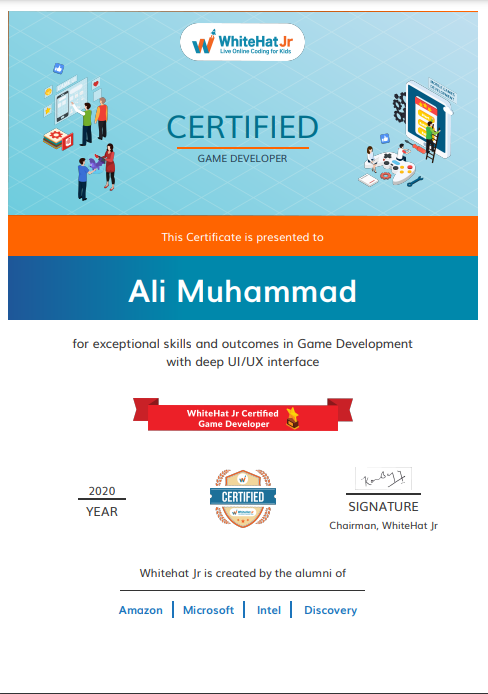 WhiteHat Jr
Live Online Coding for Kids
CERTIFIED
GAME DEVELOPER
This Certificate is presented to
Ali Muhammad
for exceptional skills and outcomes in Game Development
with deep UI/UX interface
WhiteHat Jr Certified
Game Developer
2020
YEAR
CERTIFIED
WhiteHat Jr
SIGNATURE
Chairman, WhiteHat Jr
Whitehat Jr is created by the alumni of
Amazon | Microsoft | Intel | Discovery